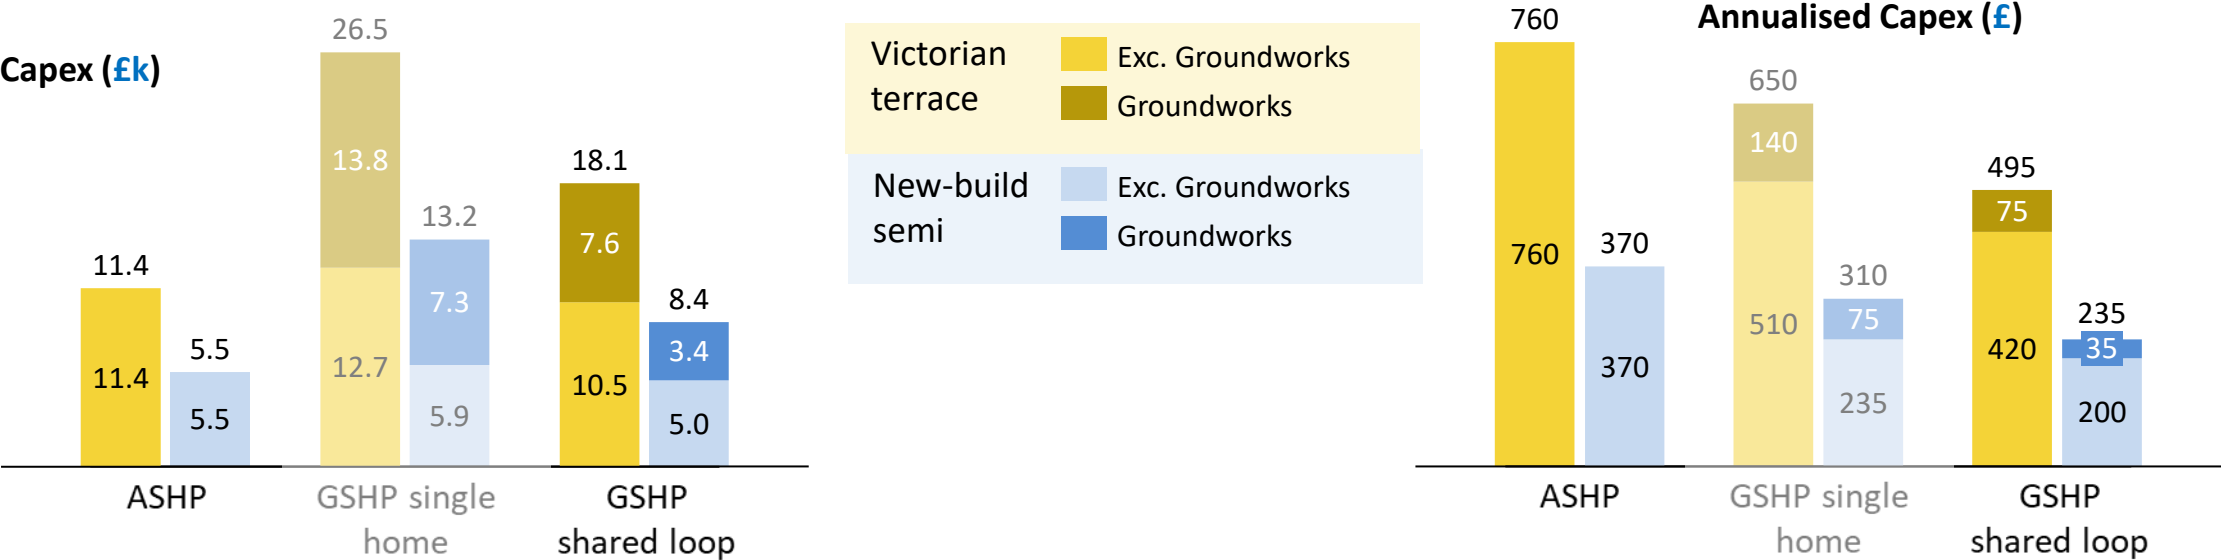 Capex (£k)
26.5
13.8
12.7
13.2
7.3
5.9
18.1
7.6
10.5
8.4
3.4
5.0
11.4
11.4
5.5
5.5
ASHP
GSHP single
home
GSHP
shared loop
Victorian
terrace
Exc. Groundworks
Groundworks
New-build
semi
Exc. Groundworks
Groundworks
Annualised Capex (£)
760
760
370
370
650
140
510
310
75
235
495
75
420
235
35
200
ASHP
GSHP single
home
GSHP
shared loop